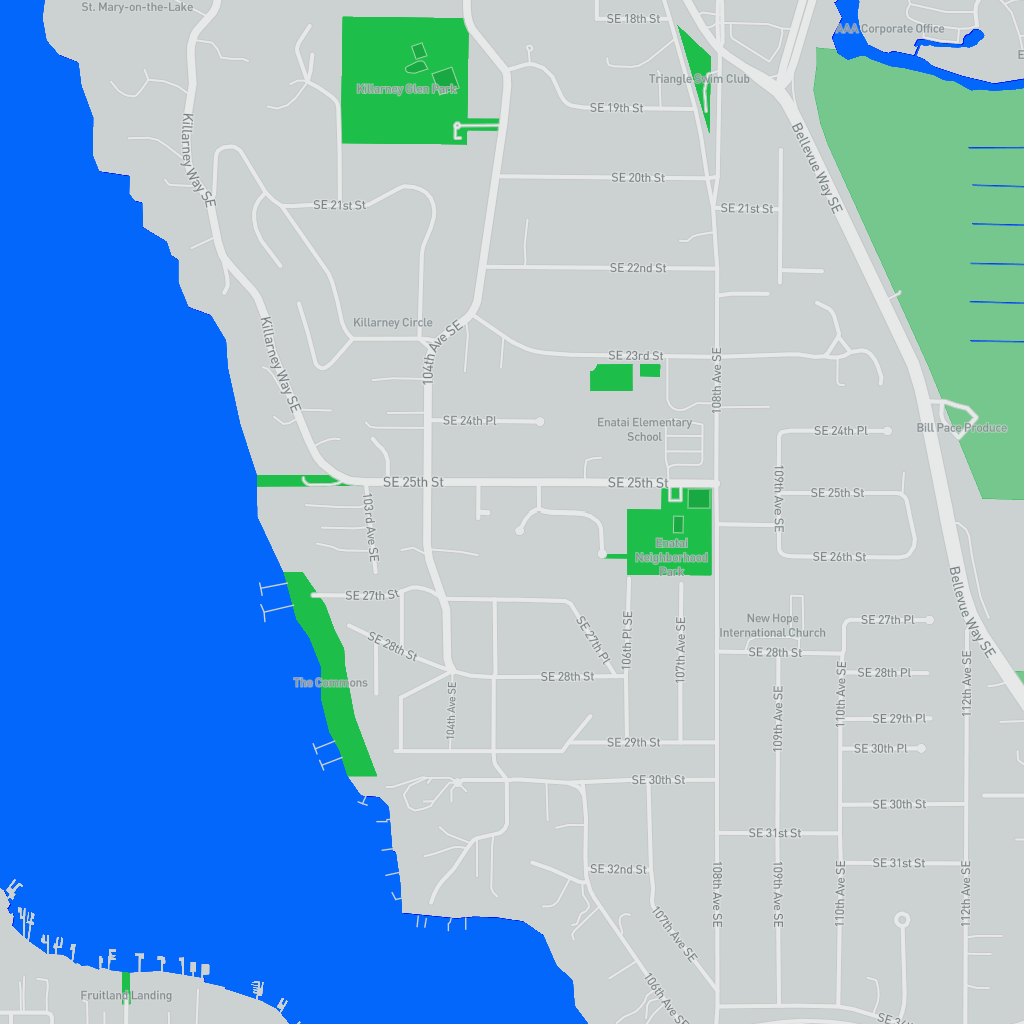 St. Mary-on-the-Lake
SE 18th St
AAA Corporate Office
E
Triangle Swim Club
Killarney Glen Park
SE 19th St
Killarney Way SE
Bellevue Way SE
SE 20th St
SE 21st St
SE 21st St
SE 22nd St
Killarney Circle
104th Ave SE
Killarney Way SE
SE 23rd St
108th Ave SE
SE 24th Pl
Enatai Elementary
School
SE 24th Pl
Bill Pace Produce
SE 25th St
SE 25th St
109th Ave SE
SE 25th St
103rd Ave SE
Enatai
Neighborhood
Park
SE 26th St
Bellevue Way SE
SE 27th St
SE 27th Pl
106th Pl SE
107th Ave SE
New Hope
International Church
SE 27th Pl
SE 28th St
SE 28th St
SE 28th St
SE 28th Pl
The Commons
104th Ave SE
109th Ave SE
110th Ave SE
112th Ave SE
SE 29th Pl
SE 29th St
SE 30th Pl
SE 30th St
SE 30th St
SE 31st St
SE 31st St
SE 32nd St
108th Ave SE
109th Ave SE
110th Ave SE
112th Ave SE
107th Ave SE
106th Ave SE
Fruitland Landing